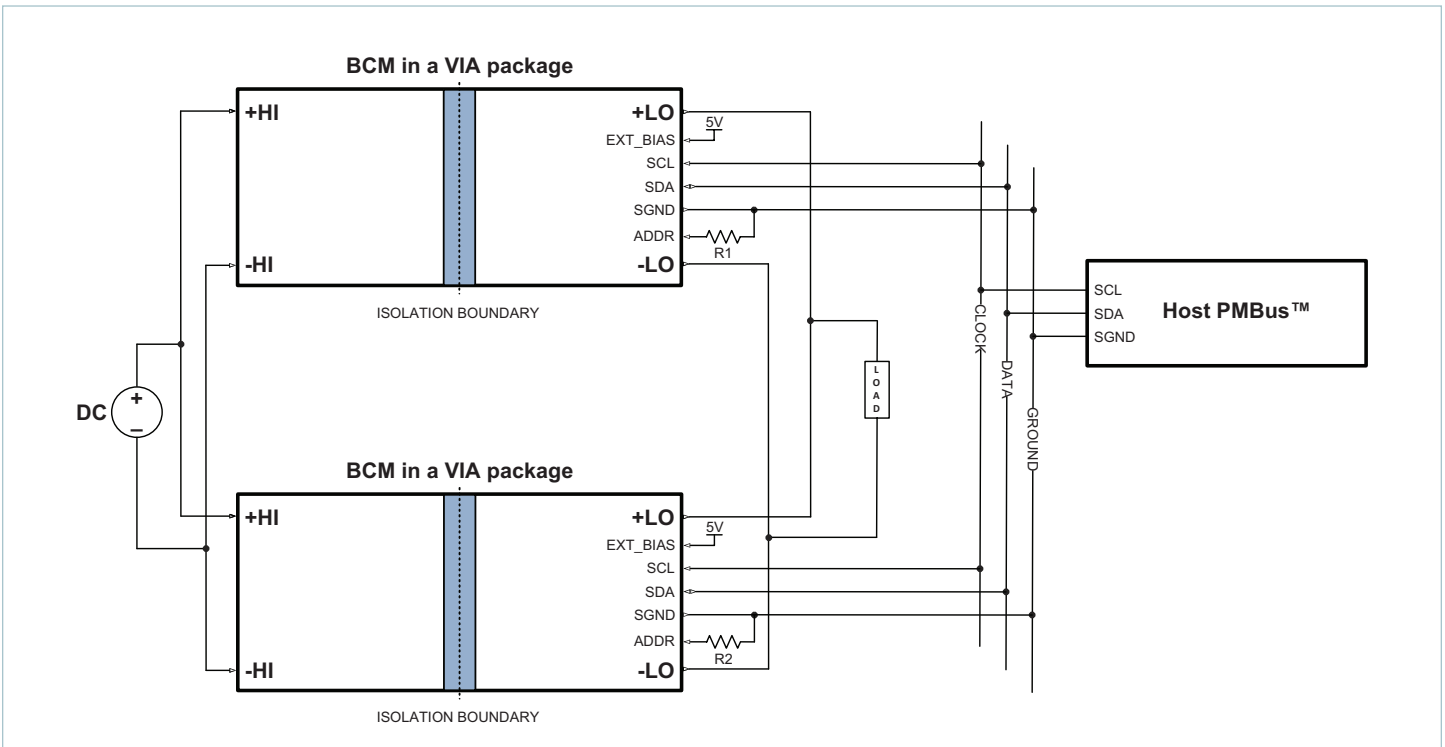 BCM in a VIA package
+HI
-HI
+LO
5V
EXT_BIAS
SCL
SDA
SGND
ADDR
R1
-LO
ISOLATION BOUNDARY
DC
+
–
LOAD
CLOCK
DATA
GROUND
SCL
SDA
SGND
Host PMBus™
BCM in a VIA package
+HI
-HI
+LO
5V
EXT_BIAS
SCL
SDA
SGND
ADDR
R2
-LO
ISOLATION BOUNDARY